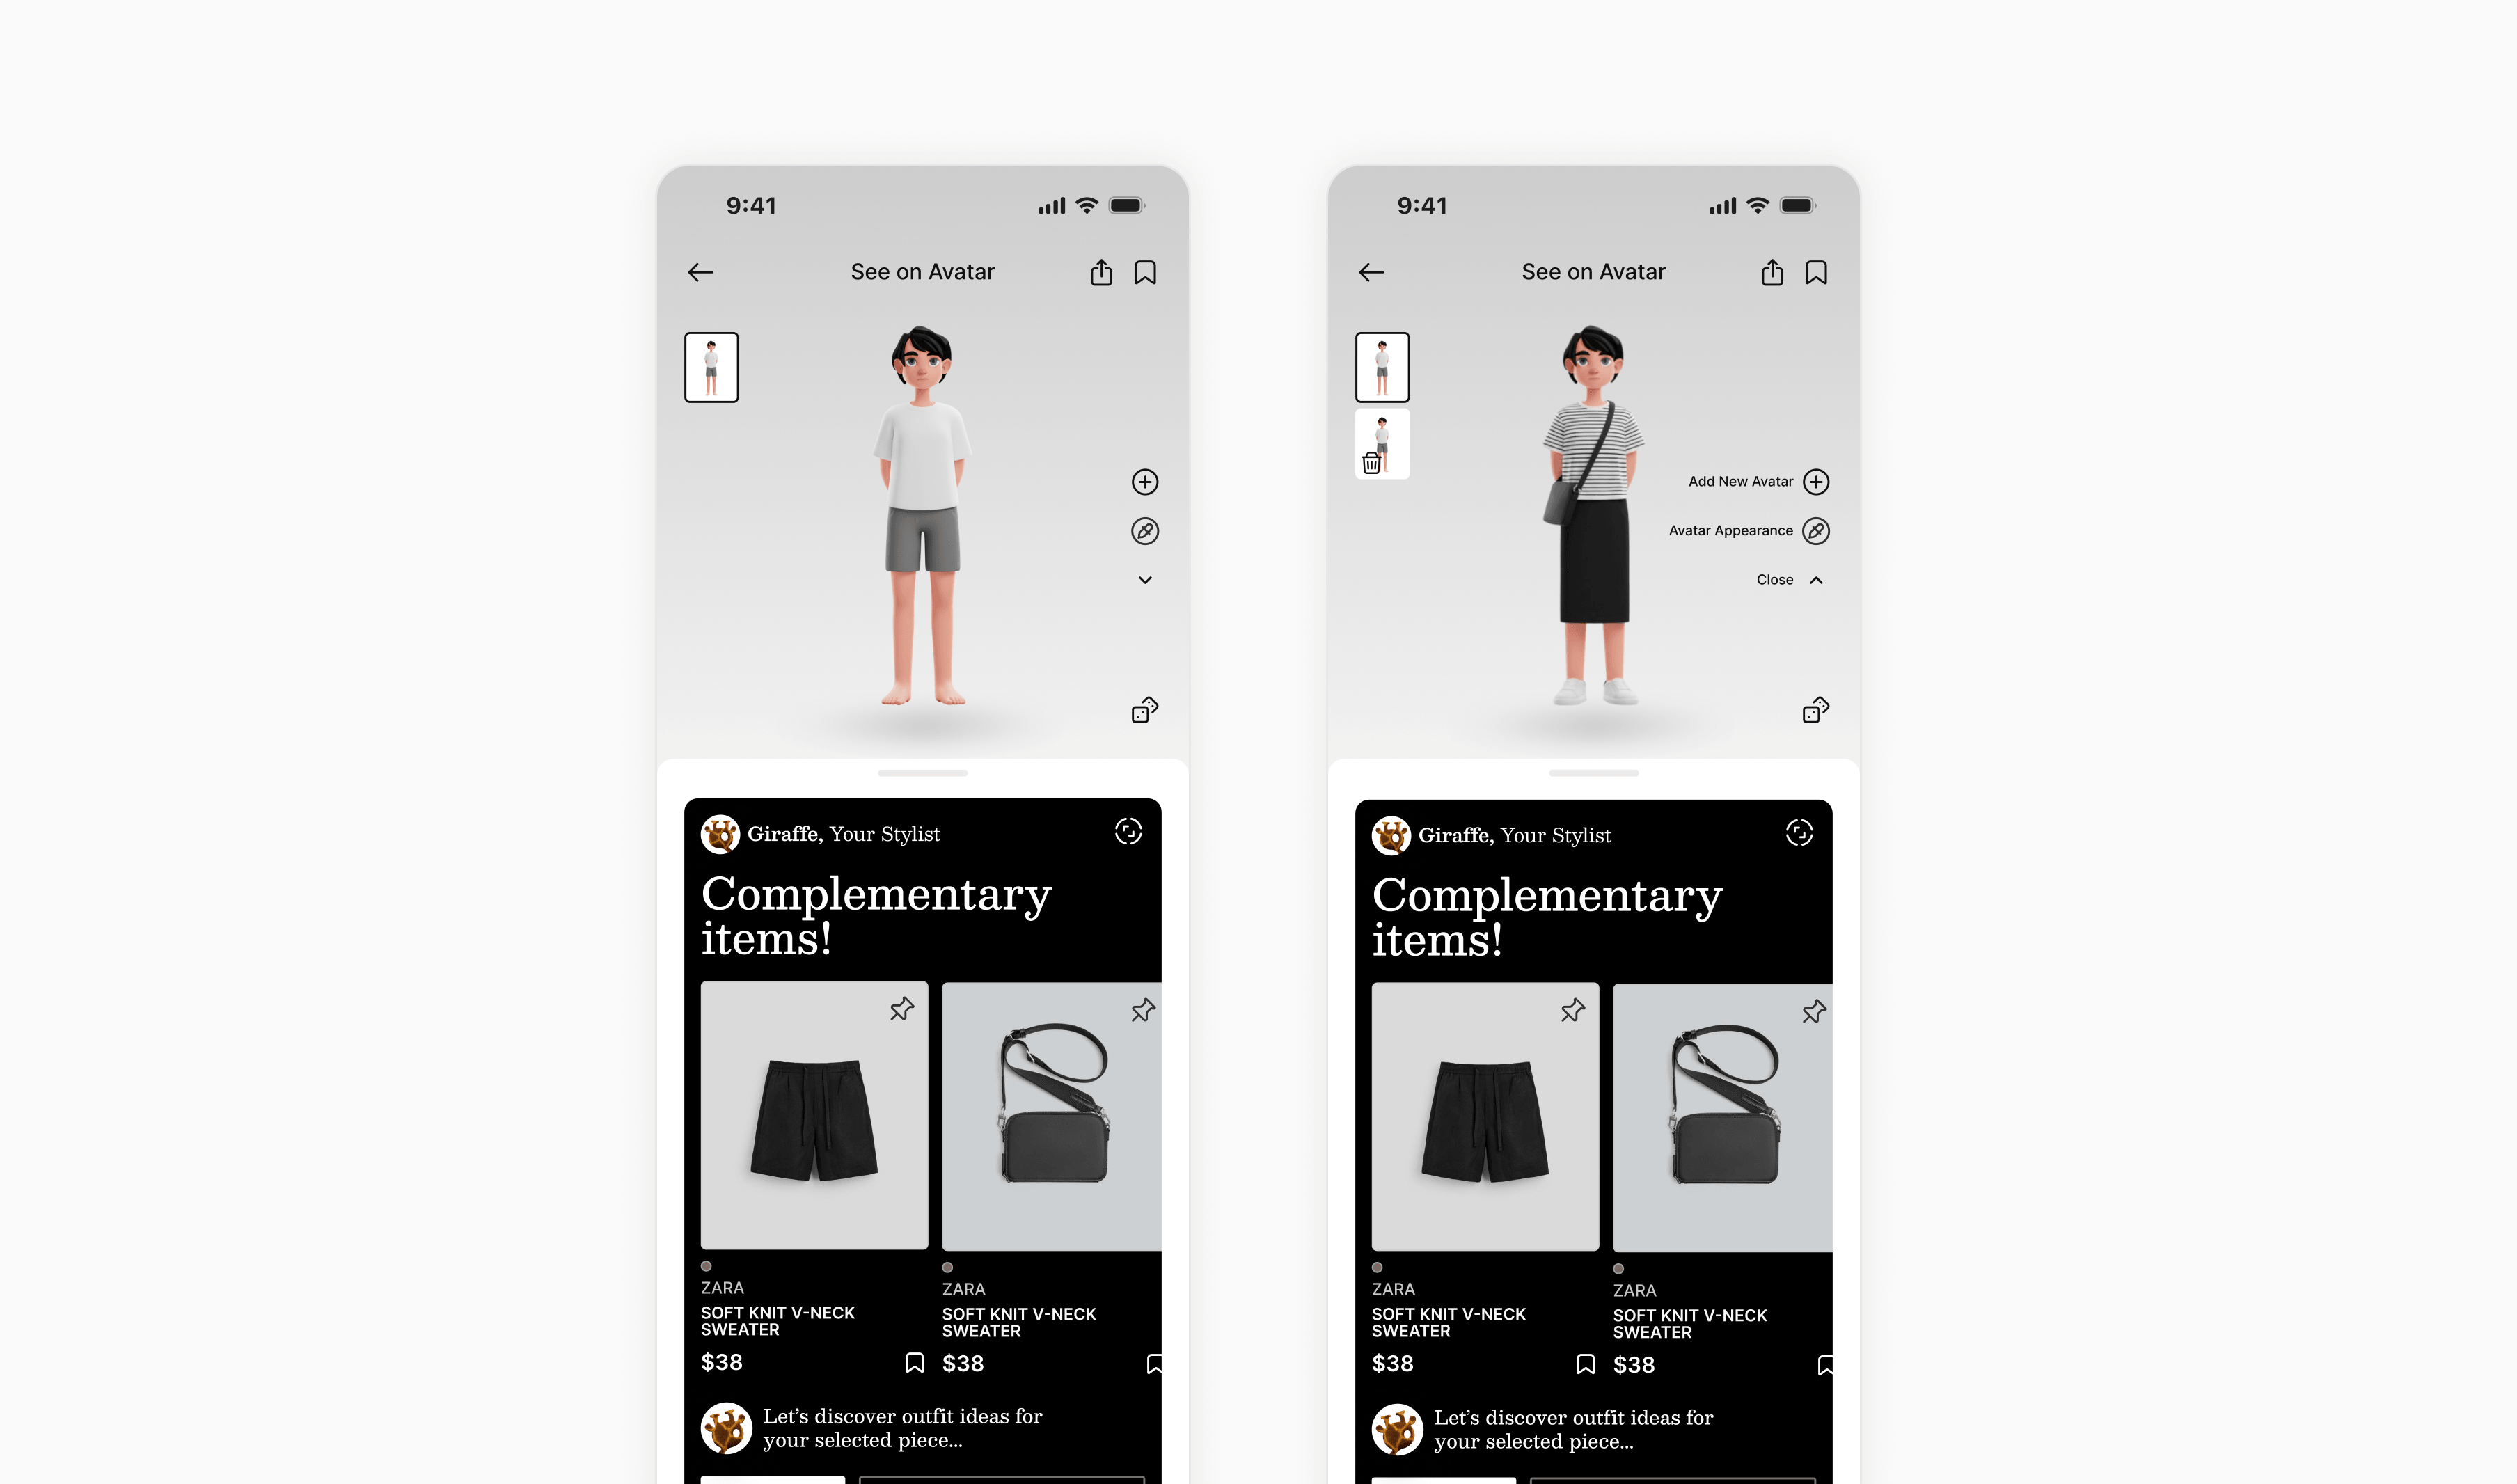 9:41
See on Avatar
Giraffe, Your Stylist
Complementary
items!
ZARA
SOFT KNIT V-NECK
SWEATER
$38
ZARA
SOFT KNIT V-NECK
SWEATER
$38
Let’s discover outfit ideas for
your selected piece...
9:41
See on Avatar
Add New Avatar
Avatar Appearance
Close
Giraffe, Your Stylist
Complementary
items!
ZARA
SOFT KNIT V-NECK
SWEATER
$38
ZARA
SOFT KNIT V-NECK
SWEATER
$38
Let’s discover outfit ideas for
your selected piece...